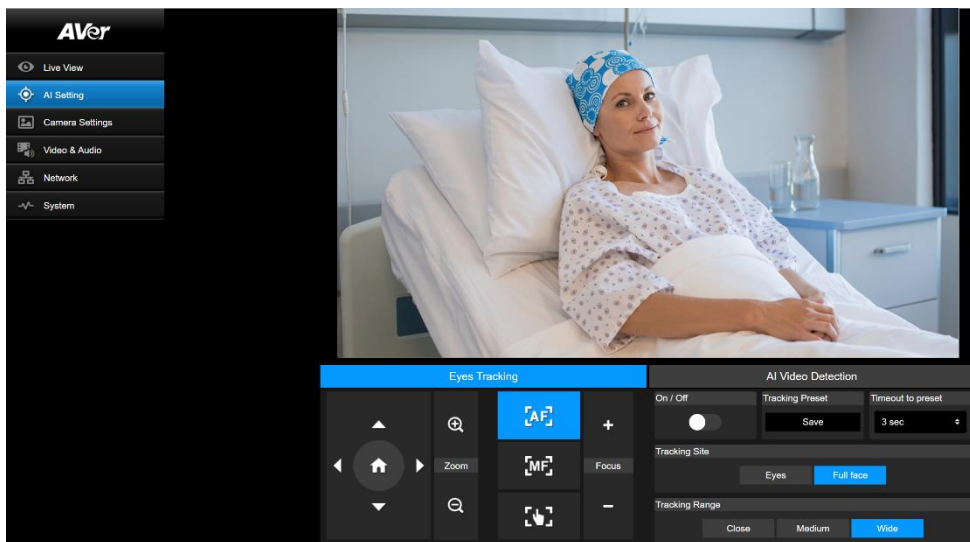 AVer
Live View
AI Setting
Camera Settings
Video & Audio
Network
System
Eyes Tracking
AI Video Detection
On / Off
Tracking Preset
Timeout to preset
AF
Save
3 sec
Tracking Site
Zoom
MF
Focus
Eyes
Full face
Tracking Range
Close
Medium
Wide